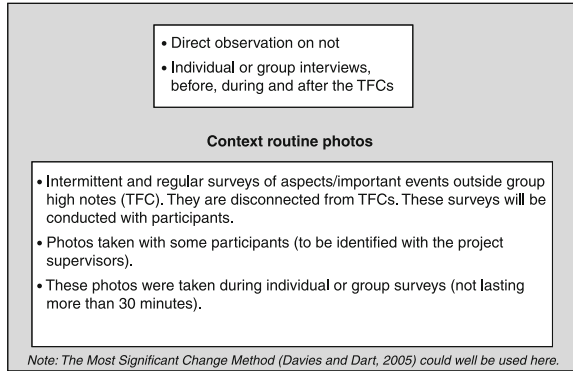 • Direct observation on not
• Individual or group interviews,
before, during and after the TFCs
Context routine photos
• Intermittent and regular surveys of aspects/important events outside group
high notes (TFC). They are disconnected from TFCs. These surveys will be
conducted with participants.
• Photos taken with some participants (to be identified with the project
supervisors).
• These photos were taken during individual or group surveys (not lasting
more than 30 minutes).
Note: The Most Significant Change Method (Davies and Dart, 2005) could well be used here.